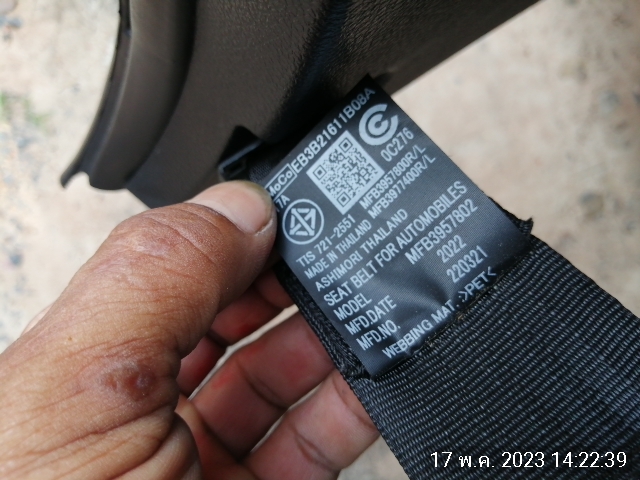 EB3B21611B08A
0C276
MFB3957800R/L
MFB3977400R/L
TIS 721-2551
MADE IN THAILAND
ASHIMORI THAILAND
SEAT BELT FOR AUTOMOBILES
MODEL MFB3957802
MFD.DATE 2022
MFD.NO. 220321
WEBBING MAT. >PET<
17 พ.ค. 2023 14:22:39